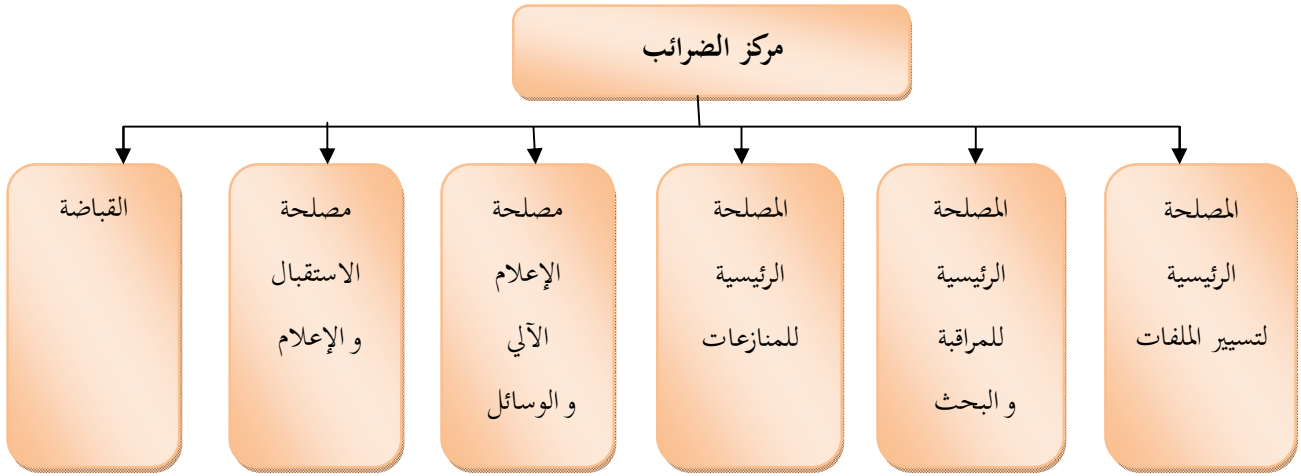 مركز الضرائب
المصلحة
الرئيسية
لتسيير الملفات
المصلحة
الرئيسية
للمراقبة
و البحث
المصلحة
الرئيسية
للمنازعات
مصلحة
الإعلام
الآلي
و الوسائل
مصلحة
الاستقبال
و الإعلام
القباضة